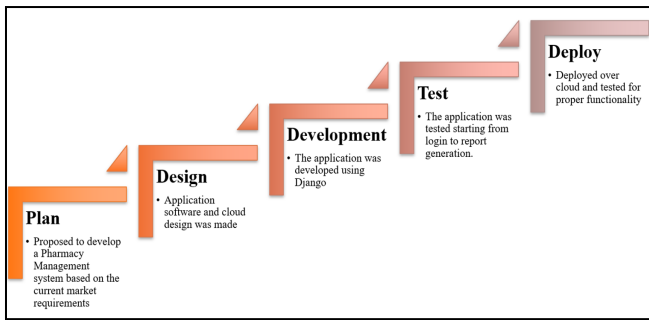 Plan
• Proposed to develop
a Pharmacy
Management
system based on the
current market
requirements
Design
• Application
software and cloud
design was made
Development
• The application was
developed using
Django
Test
• The application was
tested starting from
login to report
generation.
Deploy
• Deployed over
cloud and tested for
proper functionality